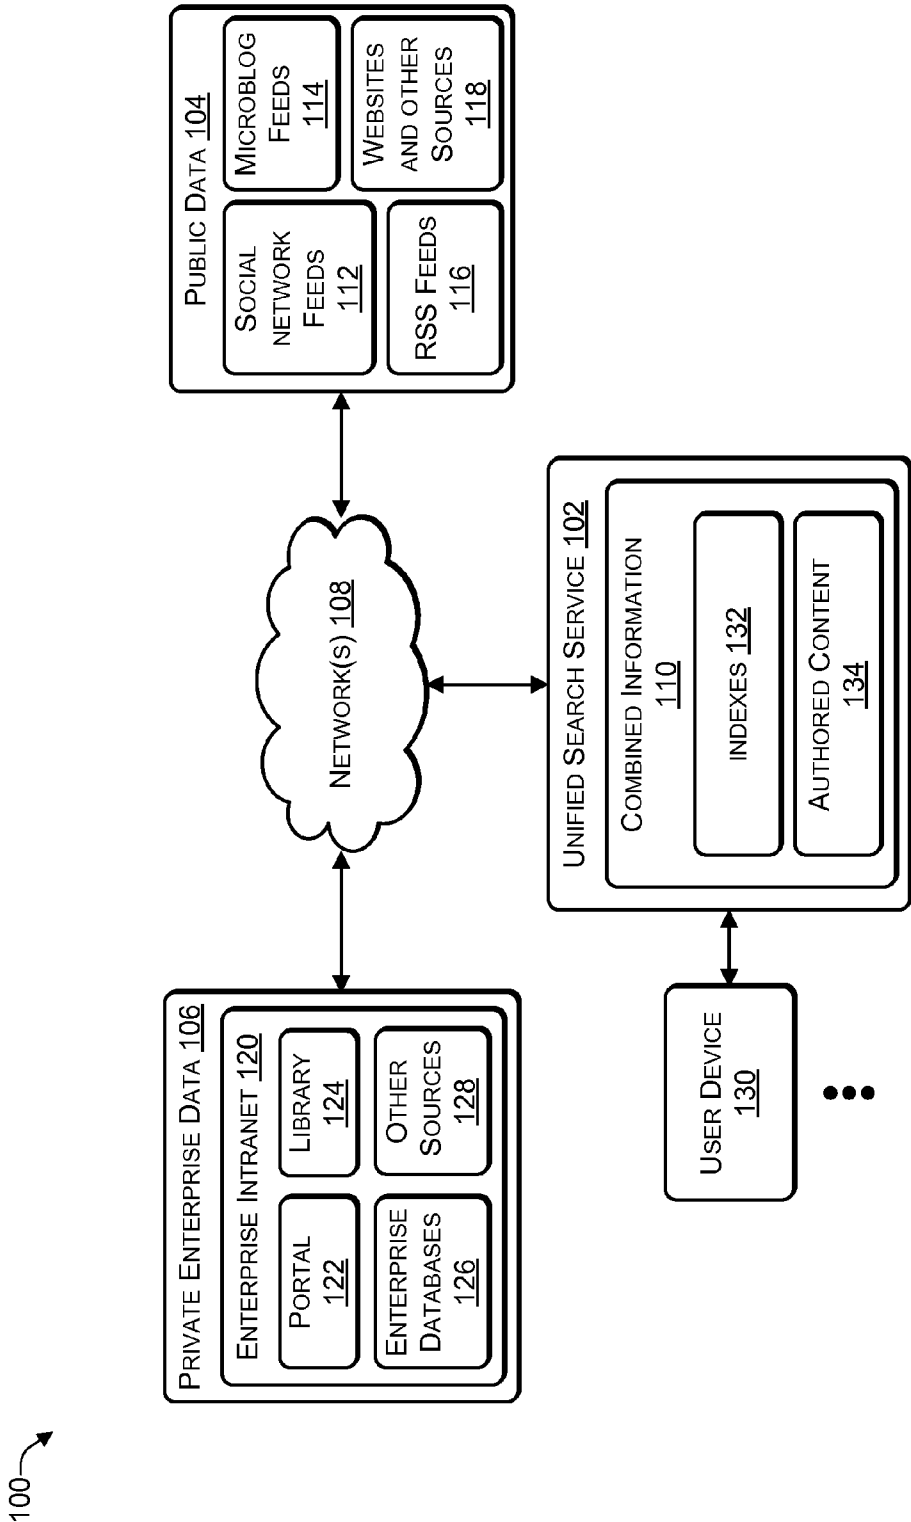 100
PRIVATE ENTERPRISE DATA 106
ENTERPRISE INTRANET 120
PORTAL
122
LIBRARY
124
ENTERPRISE
DATABASES
126
OTHER
SOURCES
128
NETWORK(S) 108
PUBLIC DATA 104
SOCIAL
NETWORK
FEEDS
112
MICROBLOG
FEEDS
114
RSS FEEDS
116
WEBSITES
AND OTHER
SOURCES
118
USER DEVICE
130
UNIFIED SEARCH SERVICE 102
COMBINED INFORMATION
110
INDEXES 132
AUTHORED CONTENT
134